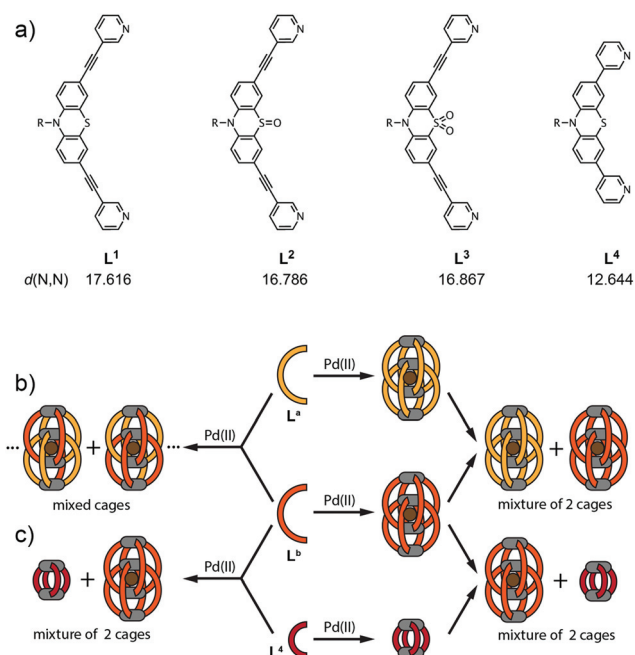 a)
N N N N
R–N S R–N S=O R–N S O O R–N S
N N N N
L¹ L² L³ L⁴
d(N,N) 17.616 16.786 16.867 12.644
b)
Pd(II)
Lᵃ
... + ... Pd(II)
+
mixed cages
Pd(II)
mixture of 2 cages
c)
Lᵇ
+ Pd(II)
+
mixture of 2 cages
Pd(II)
mixture of 2 cages
L⁴